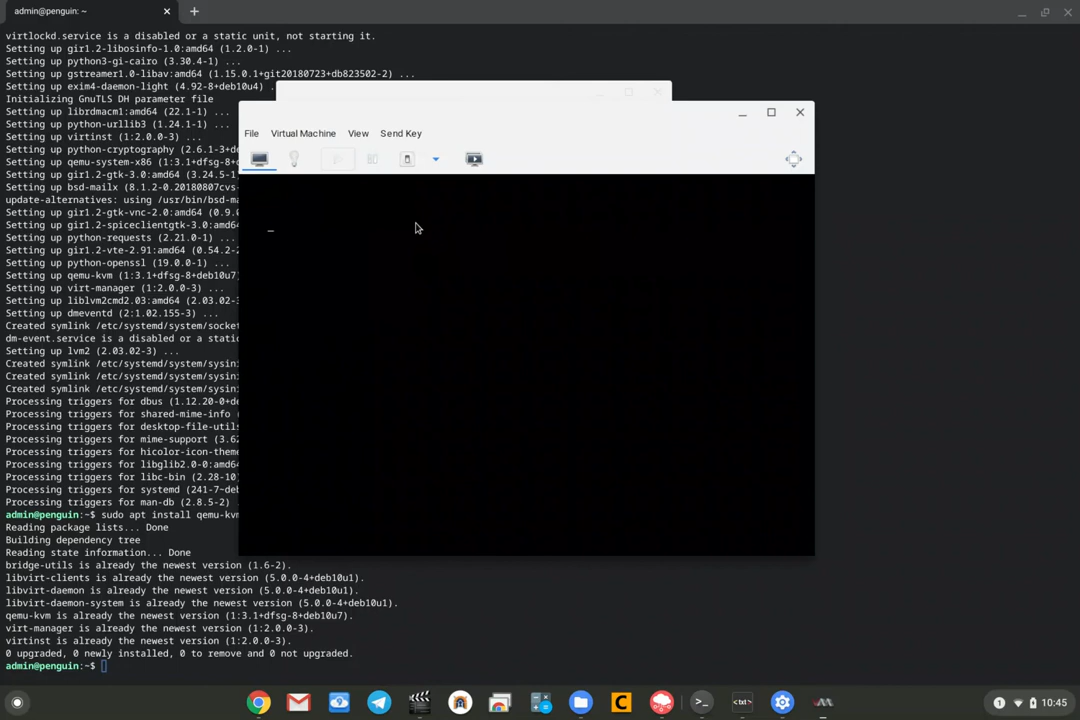 admin@penguin: ~
virtlockd.service is a disabled or a static unit, not starting it.
Setting up gir1.2-libosinfo-1.0:amd64 (1.2.0-1) ...
Setting up python3-gi-cairo (3.30.4-1) ...
Setting up gstreamer1.0-libav:amd64 (1.15.0.1+git20180723+db823502-2) ...
Setting up exim4-daemon-light (4.92-8+deb10u4) ...
Initializing GnuTLS DH parameter file
Setting up librdmacm1:amd64 (22.1-1) ...
Setting up python-urllib3 (1.24.1-1) ...
Setting up virtinst (1:2.0.0-3) ...
Setting up python-cryptography (2.6.1-3+de
Setting up qemu-system-x86 (1:3.1+dfsg-8+d
Setting up gir1.2-gtk-3.0:amd64 (3.24.5-1)
Setting up bsd-mailx (8.1.2-0.20180807cvs-
update-alternatives: using /usr/bin/bsd-ma
Setting up gir1.2-gtk-vnc-2.0:amd64 (0.9.0
Setting up gir1.2-spiceclientgtk-3.0:amd64
Setting up python-requests (2.21.0-1) ...
Setting up gir1.2-vte-2.91:amd64 (0.54.2-2
Setting up python-openssl (19.0.0-1) ...
Setting up qemu-kvm (1:3.1+dfsg-8+deb10u7)
Setting up virt-manager (1:2.0.0-3) ...
Setting up liblvm2cmd2.03:amd64 (2.03.02-3
Setting up dmeventd (2:1.02.155-3) ...
Created symlink /etc/systemd/system/socket
dm-event.service is a disabled or a static
Setting up lvm2 (2.03.02-3) ...
Created symlink /etc/systemd/system/sysini
Created symlink /etc/systemd/system/sysini
Created symlink /etc/systemd/system/sysini
Processing triggers for dbus (1.12.20-0+de
Processing triggers for shared-mime-info (
Processing triggers for desktop-file-utils
Processing triggers for mime-support (3.62
Processing triggers for hicolor-icon-theme
Processing triggers for libglib2.0-0:amd64
Processing triggers for libc-bin (2.28-10)
Processing triggers for systemd (241-7~deb
Processing triggers for man-db (2.8.5-2) .
admin@penguin:~$ sudo apt install qemu-kvm
Reading package lists... Done
Building dependency tree
Reading state information... Done
bridge-utils is already the newest version (1.6-2).
libvirt-clients is already the newest version (5.0.0-4+deb10u1).
libvirt-daemon is already the newest version (5.0.0-4+deb10u1).
libvirt-daemon-system is already the newest version (5.0.0-4+deb10u1).
qemu-kvm is already the newest version (1:3.1+dfsg-8+deb10u7).
virt-manager is already the newest version (1:2.0.0-3).
virtinst is already the newest version (1:2.0.0-3).
0 upgraded, 0 newly installed, 0 to remove and 0 not upgraded.
admin@penguin:~$
File Virtual Machine View Send Key
_
C
>_
<txt>
1
10:45